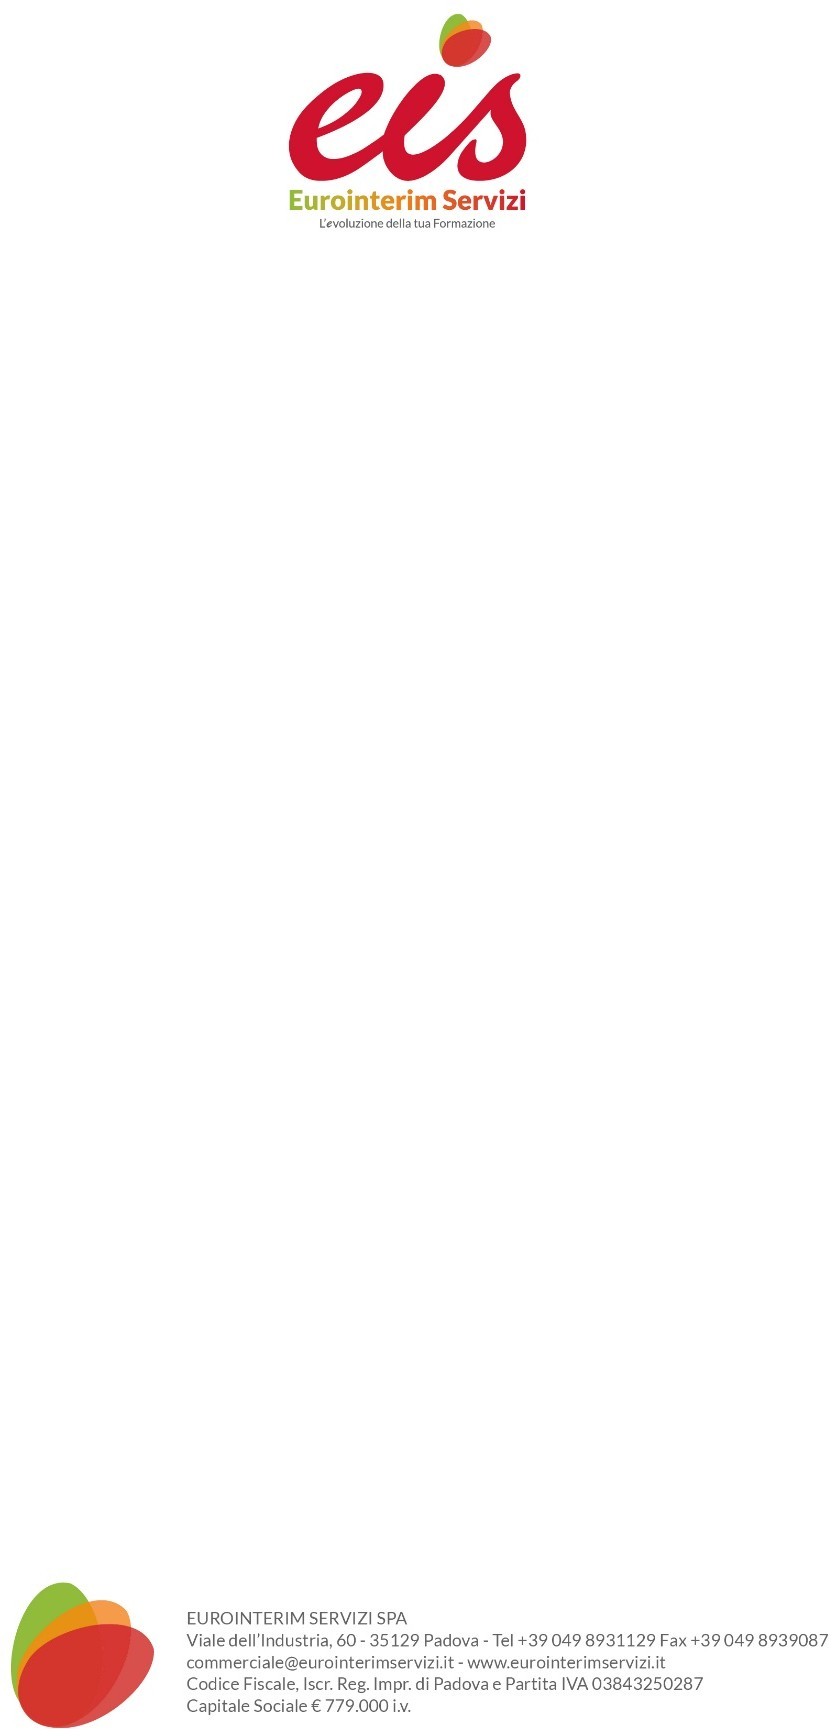 eis
Eurointerim Servizi
L'evoluzione della tua Formazione
EUROINTERIM SERVIZI SPA
Viale dell'Industria, 60 - 35129 Padova - Tel +39 049 8931129 Fax +39 049 8939087
commerciale@eurointerimservizi.it - www.eurointerimservizi.it
Codice Fiscale, Iscr. Reg. Impr. di Padova e Partita IVA 03843250287
Capitale Sociale € 779.000 i.v.